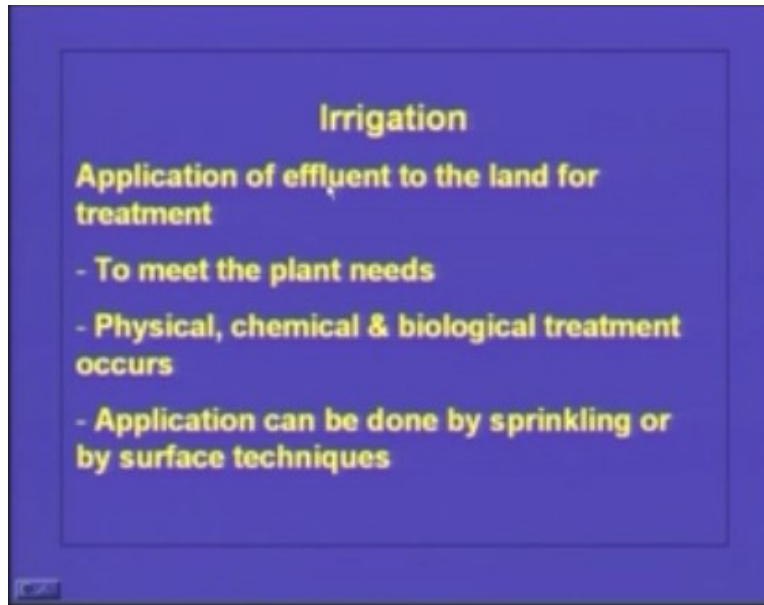 Irrigation
Application of effluent to the land for
treatment
- To meet the plant needs
- Physical, chemical & biological treatment
occurs
- Application can be done by sprinkling or
by surface techniques